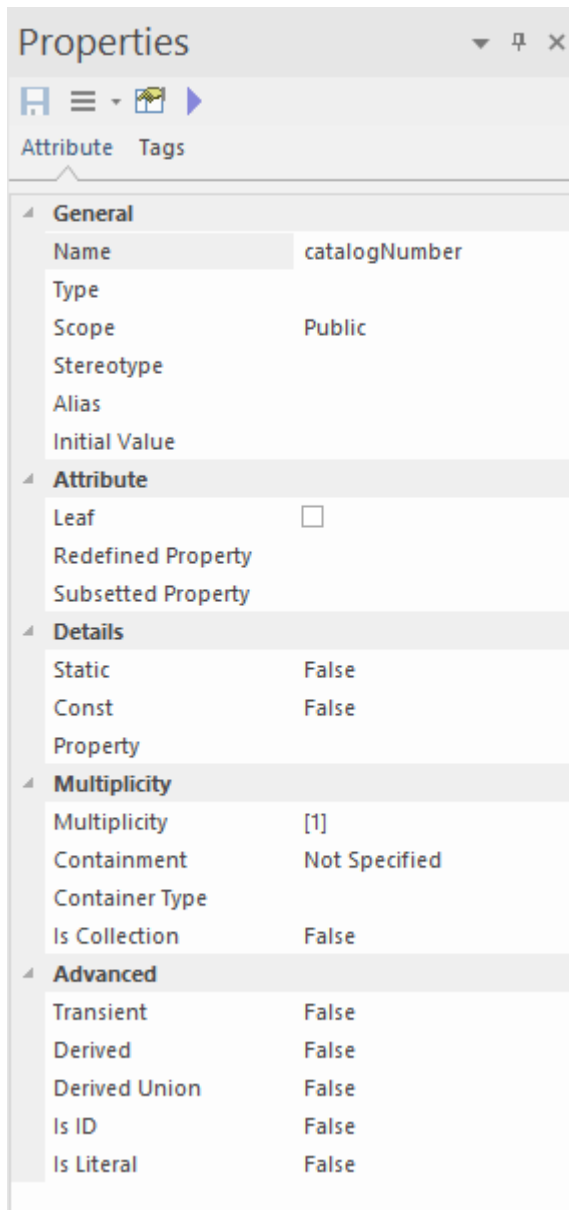 Properties
Attribute Tags
General
Name catalogNumber
Type
Scope Public
Stereotype
Alias
Initial Value
Attribute
Leaf
Redefined Property
Subsetted Property
Details
Static False
Const False
Property
Multiplicity
Multiplicity [1]
Containment Not Specified
Container Type
Is Collection False
Advanced
Transient False
Derived False
Derived Union False
Is ID False
Is Literal False